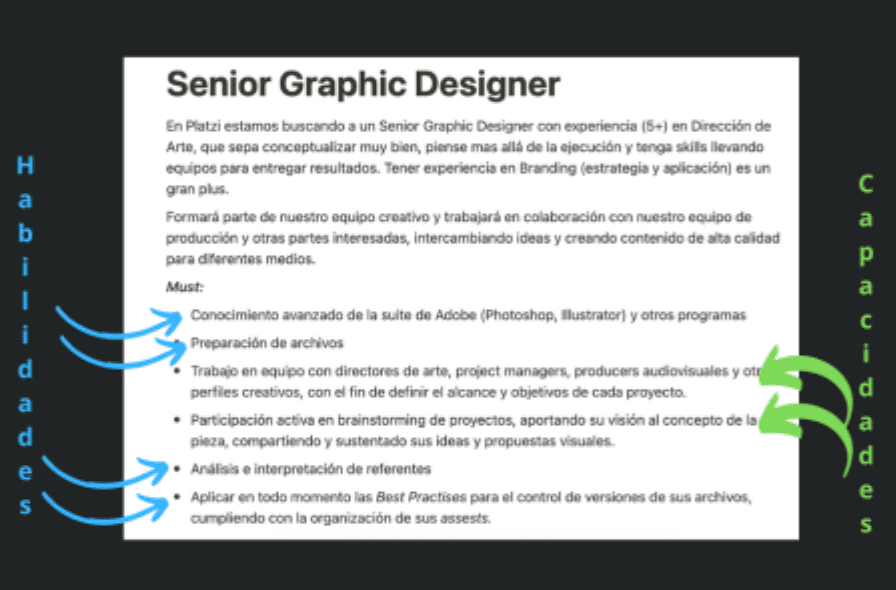 Senior Graphic Designer
En Platzi estamos buscando a un Senior Graphic Designer con experiencia (5+) en Dirección de
Arte, que sepa conceptualizar muy bien, piense mas allá de la ejecución y tenga skills llevando
equipos para entregar resultados. Tener experiencia en Branding (estrategia y aplicación) es un
gran plus.
Formará parte de nuestro equipo creativo y trabajará en colaboración con nuestro equipo de
producción y otras partes interesadas, intercambiando ideas y creando contenido de alta calidad
para diferentes medios.
Must:
Conocimiento avanzado de la suite de Adobe (Photoshop, Illustrator) y otros programas
• Preparación de archivos
• Trabajo en equipo con directores de arte, project managers, producers audiovisuales y
perfiles creativos, con el fin de definir el alcance y objetivos de cada proyecto.
• Participación activa en brainstorming de proyectos, aportando su visión al concepto de la
pieza, compartiendo y sustentado sus ideas y propuestas visuales.
• Análisis e interpretación de referentes
• Aplicar en todo momento las Best Practises para el control de versiones de sus archivos,
cumpliendo con la organización de sus assests.
Habilidades
Capacidades